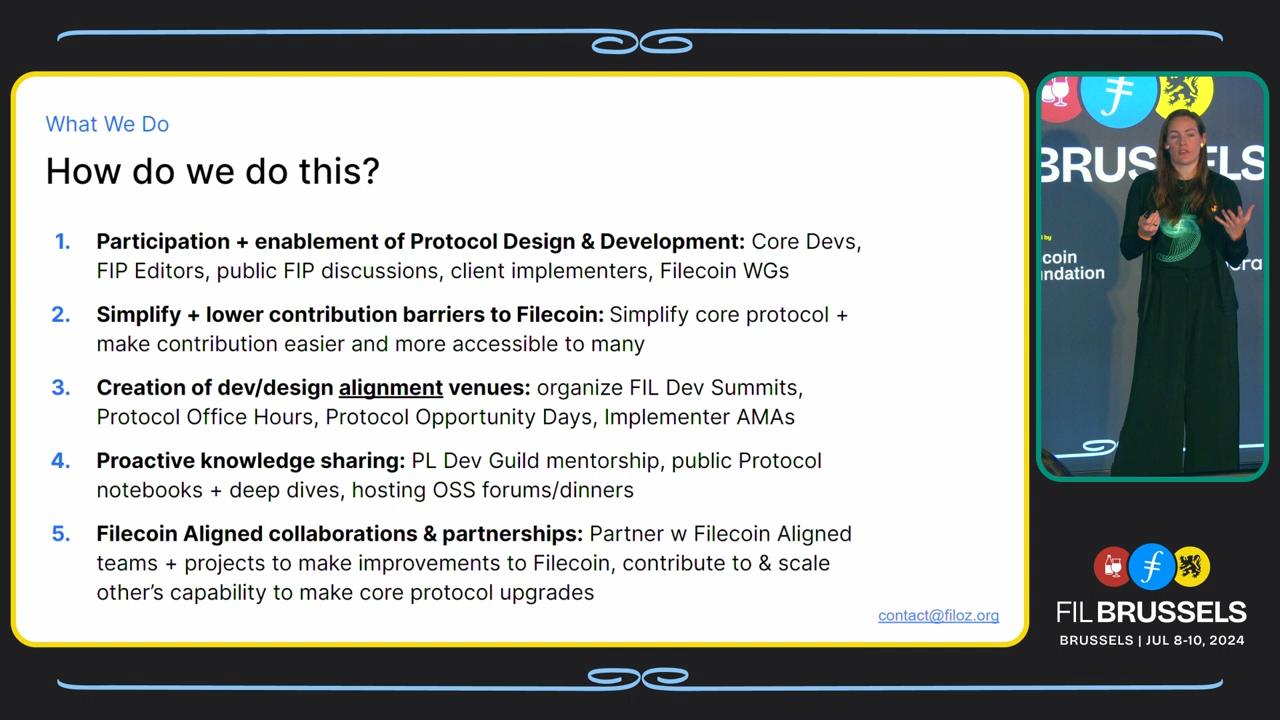 What We Do
How do we do this?
1. Participation + enablement of Protocol Design & Development: Core Devs,
FIP Editors, public FIP discussions, client implementers, Filecoin WGs
2. Simplify + lower contribution barriers to Filecoin: Simplify core protocol +
make contribution easier and more accessible to many
3. Creation of dev/design alignment venues: organize FIL Dev Summits,
Protocol Office Hours, Protocol Opportunity Days, Implementer AMAs
4. Proactive knowledge sharing: PL Dev Guild mentorship, public Protocol
notebooks + deep dives, hosting OSS forums/dinners
5. Filecoin Aligned collaborations & partnerships: Partner w Filecoin Aligned
teams + projects to make improvements to Filecoin, contribute to & scale
other's capability to make core protocol upgrades
contact@filoz.org
BRUS ELS
by
coin
ndation
FIL BRUSSELS
BRUSSELS | JUL 8-10, 2024